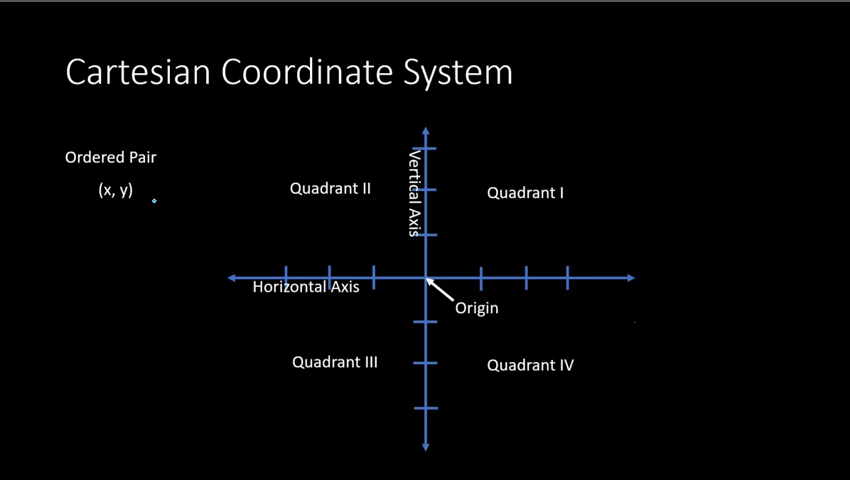 Cartesian Coordinate System
Ordered Pair
(x, y)
Vertical Axis
Quadrant II
Quadrant I
Horizontal Axis
Origin
Quadrant III
Quadrant IV